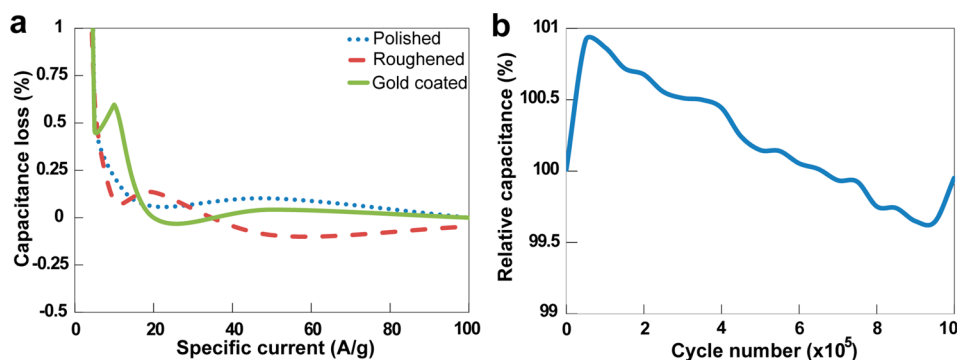 a
Capacitance loss (%)
1
0.75
0.5
0.25
0
-0.25
-0.5
Polished
Roughened
Gold coated
0 20 40 60 80 100
Specific current (A/g)
b
Relative capacitance (%)
101
100.5
100
99.5
99
0 2 4 6 8 10
Cycle number (x10⁵)